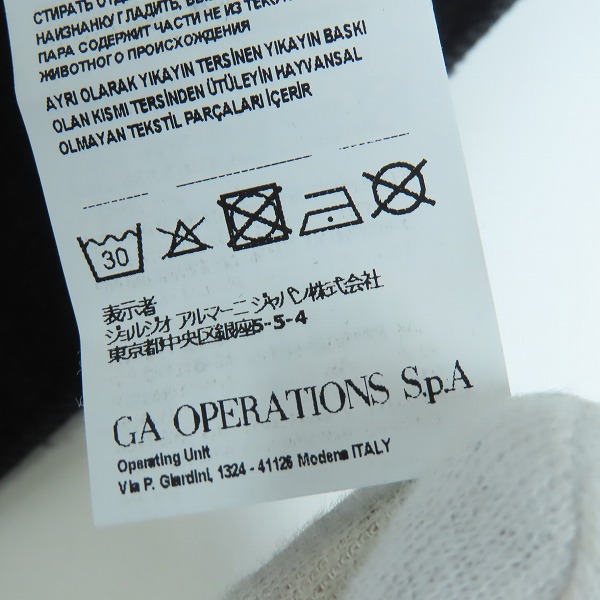 СТИРАТЬ
НАИЗНАНКУ ГЛАДИТЬ,
ПАРА СОДЕРЖИТ ЧАСТИ НЕ ИЗ
ЖИВОТНОГО ПРОИСХОЖДЕНИЯ
AYRI OLARAK YIKAYIN TERSİNEN YIKAYIN BASKI
OLAN KISMI TERSİNDEN ÜTÜLEYİN HAYVANSAL
OLMAYAN TEKSTİL PARÇALARI İÇERİR
30
表示者
ジョルジオ アルマーニ ジャパン株式会社
東京都中央区銀座5-5-4
GA OPERATIONS S.p.A
Operating Unit
Via P. Giardini, 1324 - 41126 Modena ITALY